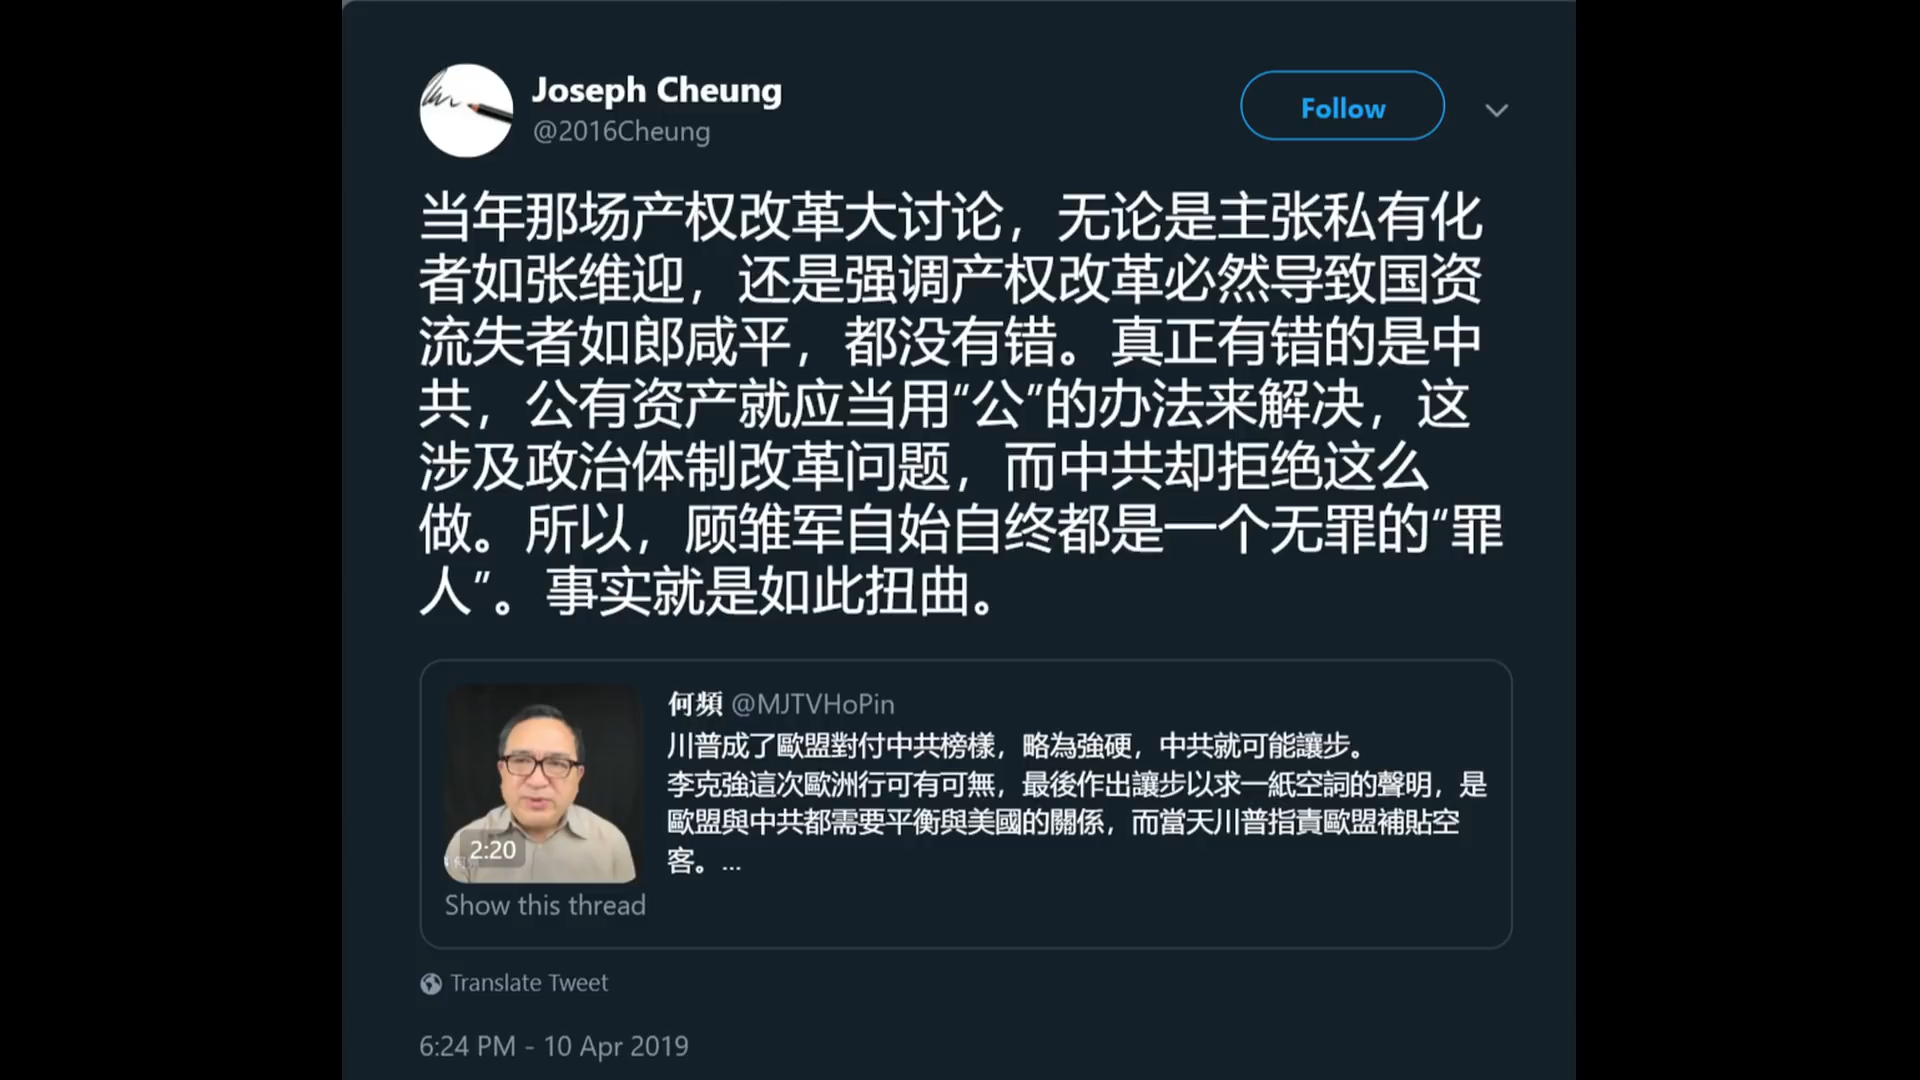 Joseph Cheung
@2016Cheung
Follow
当年那场产权改革大讨论，无论是主张私有化
者如张维迎，还是强调产权改革必然导致国资
流失者如郎咸平，都没有错。真正有错的是中
共，公有资产就应当用“公”的办法来解决，这
涉及政治体制改革问题，而中共却拒绝这么
做。所以，顾雏军自始自终都是一个无罪的“罪
人”。事实就是如此扭曲。
何頻 @MJTVHoPin
川普成了歐盟對付中共榜樣，略為強硬，中共就可能讓步。
李克強這次歐洲行可有可無，最後作出讓步以求一紙空詞的聲明，是
歐盟與中共都需要平衡與美國的關係，而當天川普指責歐盟補貼空
客。...
2:20
Show this thread
Translate Tweet
6:24 PM - 10 Apr 2019